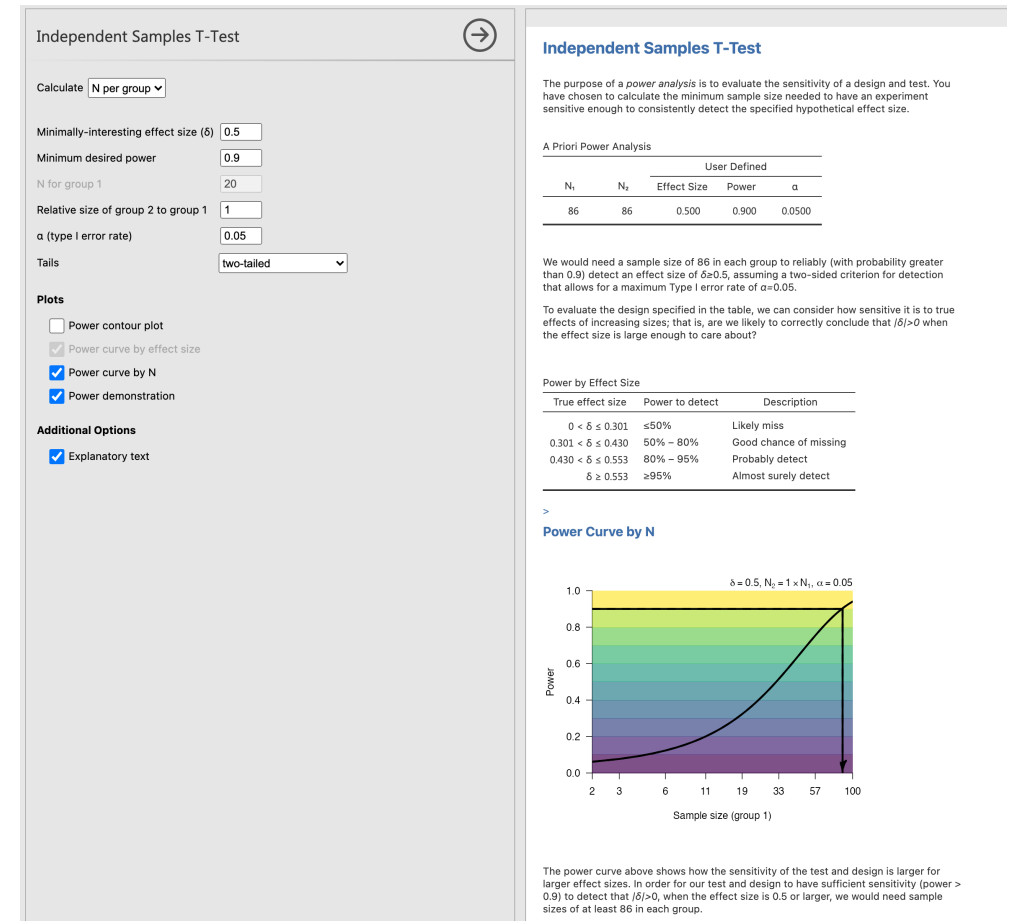 Independent Samples T-Test
Calculate N per group
Minimally-interesting effect size (δ) 0.5
Minimum desired power 0.9
N for group 1 20
Relative size of group 2 to group 1 1
α (type I error rate) 0.05
Tails two-tailed
Plots
Power contour plot
Power curve by effect size
Power curve by N
Power demonstration
Additional Options
Explanatory text
Independent Samples T-Test
The purpose of a power analysis is to evaluate the sensitivity of a design and test. You
have chosen to calculate the minimum sample size needed to have an experiment
sensitive enough to consistently detect the specified hypothetical effect size.
A Priori Power Analysis
User Defined
N₁ N₂ Effect Size Power α
86 86 0.500 0.900 0.0500
We would need a sample size of 86 in each group to reliably (with probability greater
than 0.9) detect an effect size of δ≥0.5, assuming a two-sided criterion for detection
that allows for a maximum Type I error rate of α=0.05.
To evaluate the design specified in the table, we can consider how sensitive it is to true
effects of increasing sizes; that is, are we likely to correctly conclude that |δ|>0 when
the effect size is large enough to care about?
Power by Effect Size
True effect size Power to detect Description
0 < δ ≤ 0.301 ≤50% Likely miss
0.301 < δ ≤ 0.430 50% – 80% Good chance of missing
0.430 < δ ≤ 0.553 80% – 95% Probably detect
δ ≥ 0.553 ≥95% Almost surely detect
>
Power Curve by N
δ = 0.5, N₂ = 1 × N₁, α = 0.05
1.0
0.8
0.6
0.4
0.2
0.0
Power
2 3 6 11 19 33 57 100
Sample size (group 1)
The power curve above shows how the sensitivity of the test and design is larger for
larger effect sizes. In order for our test and design to have sufficient sensitivity (power >
0.9) to detect that |δ|>0, when the effect size is 0.5 or larger, we would need sample
sizes of at least 86 in each group.